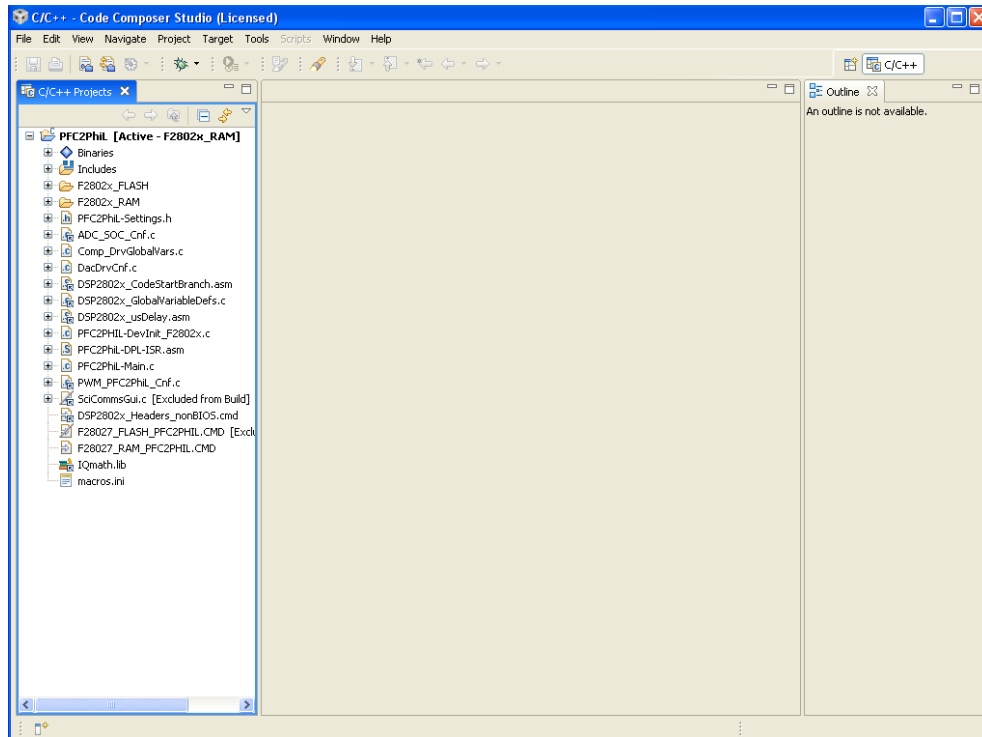 C/C++ - Code Composer Studio (Licensed)
File Edit View Navigate Project Target Tools Scripts Window Help
C/C++
C/C++ Projects
Outline
An outline is not available.
PFC2PhiL [Active - F2802x_RAM]
Binaries
Includes
F2802x_FLASH
F2802x_RAM
PFC2PhiL-Settings.h
ADC_SOC_Cnf.c
Comp_DrvGlobalVars.c
DacDrvCnf.c
DSP2802x_CodeStartBranch.asm
DSP2802x_GlobalVariableDefs.c
DSP2802x_usDelay.asm
PFC2PHIL-DevInit_F2802x.c
PFC2PhiL-DPL-ISR.asm
PFC2PhiL-Main.c
PWM_PFC2PhiL_Cnf.c
SciCommsGui.c [Excluded from Build]
DSP2802x_Headers_nonBIOS.cmd
F28027_FLASH_PFC2PHIL.CMD [Exclu
F28027_RAM_PFC2PHIL.CMD
IQmath.lib
macros.ini